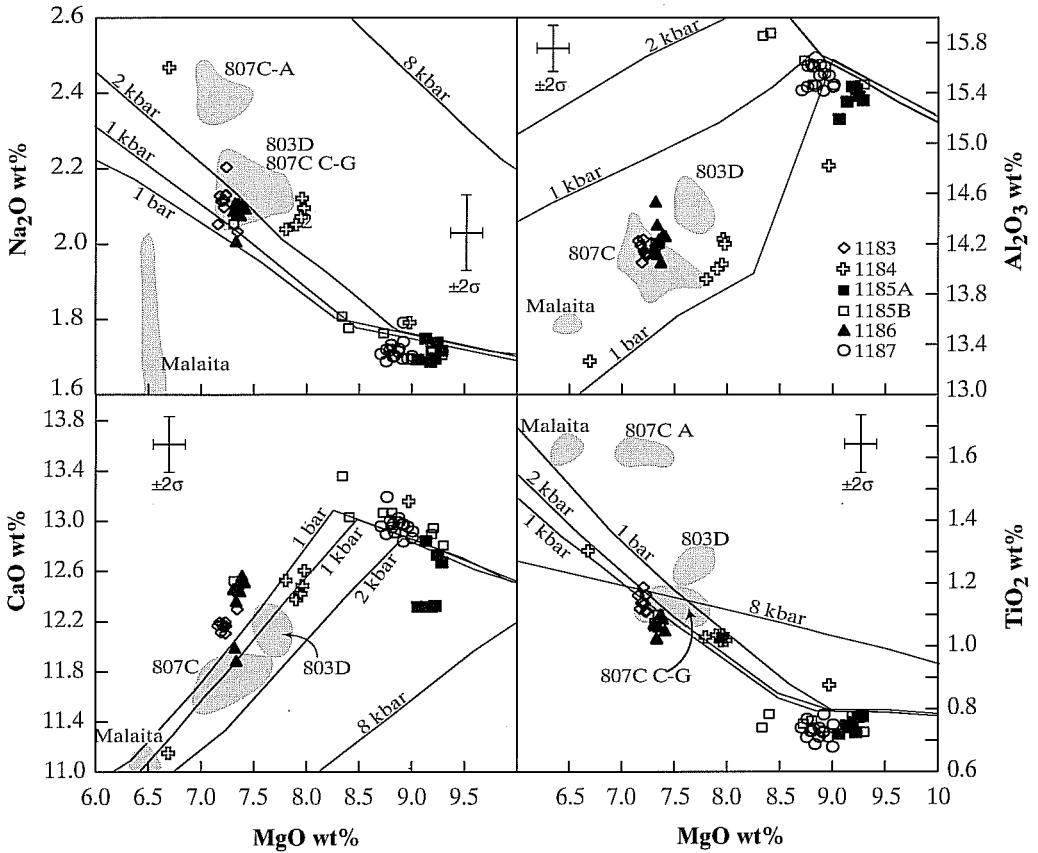 2.4
2.2
2.0
1.8
1.6
Na2O wt%
807C-A
8 kbar
2 kbar
803D
807C C-G
1 kbar
1 bar
±2σ
Malaita
2 kbar
±2σ
1 kbar
803D
807C
Malaita
1 bar
1183
1184
1185A
1185B
1186
1187
15.8
15.4
15.0
14.6
14.2
13.8
13.4
13.0
Al2O3 wt%
13.8
13.4
13.0
12.6
12.2
11.8
11.4
11.0
CaO wt%
±2σ
1 bar
1 kbar
2 kbar
807C
803D
Malaita
8 kbar
6.0 6.5 7.0 7.5 8.0 8.5 9.0 9.5
MgO wt%
Malaita
807C A
±2σ
2 kbar
1 bar
1 kbar
803D
8 kbar
807C C-G
1.6
1.4
1.2
1.0
0.8
0.6
TiO2 wt%
6.5 7.0 7.5 8.0 8.5 9.0 9.5 10
MgO wt%